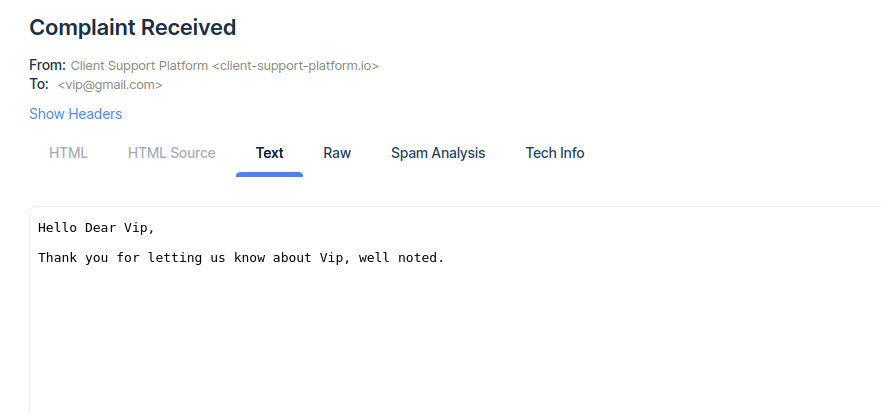 Complaint Received
From: Client Support Platform <client-support-platform.io>
To: <vip@gmail.com>
Show Headers
HTML HTML Source Text Raw Spam Analysis Tech Info
Hello Dear Vip,
Thank you for letting us know about Vip, well noted.